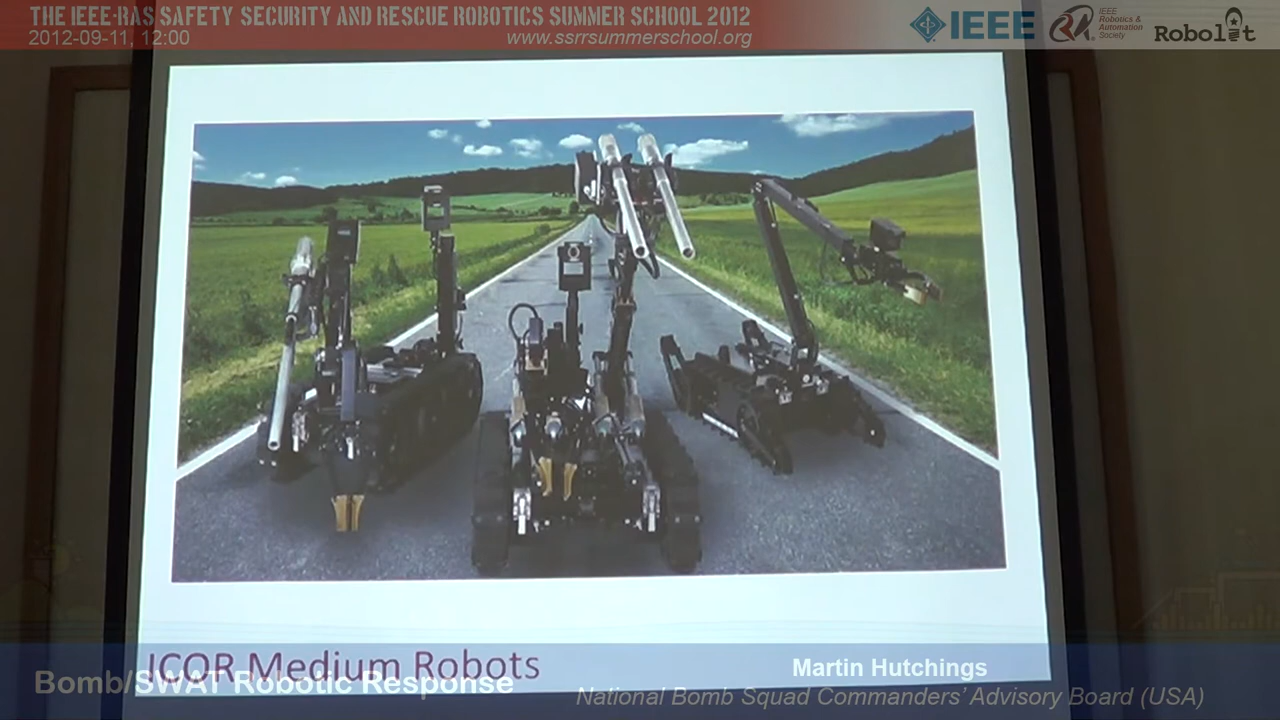 THE IEEE-RAS SAFETY SECURITY AND RESCUE ROBOTICS SUMMER SCHOOL 2012
2012-09-11, 12:00
www.ssrrsummerschool.org
IEEE
IEEE
Robotics &
Automation
Society
Robolit
ICOR Medium Robots
Bomb/SWAT Robotic Response
Martin Hutchings
National Bomb Squad Commanders' Advisory Board (USA)